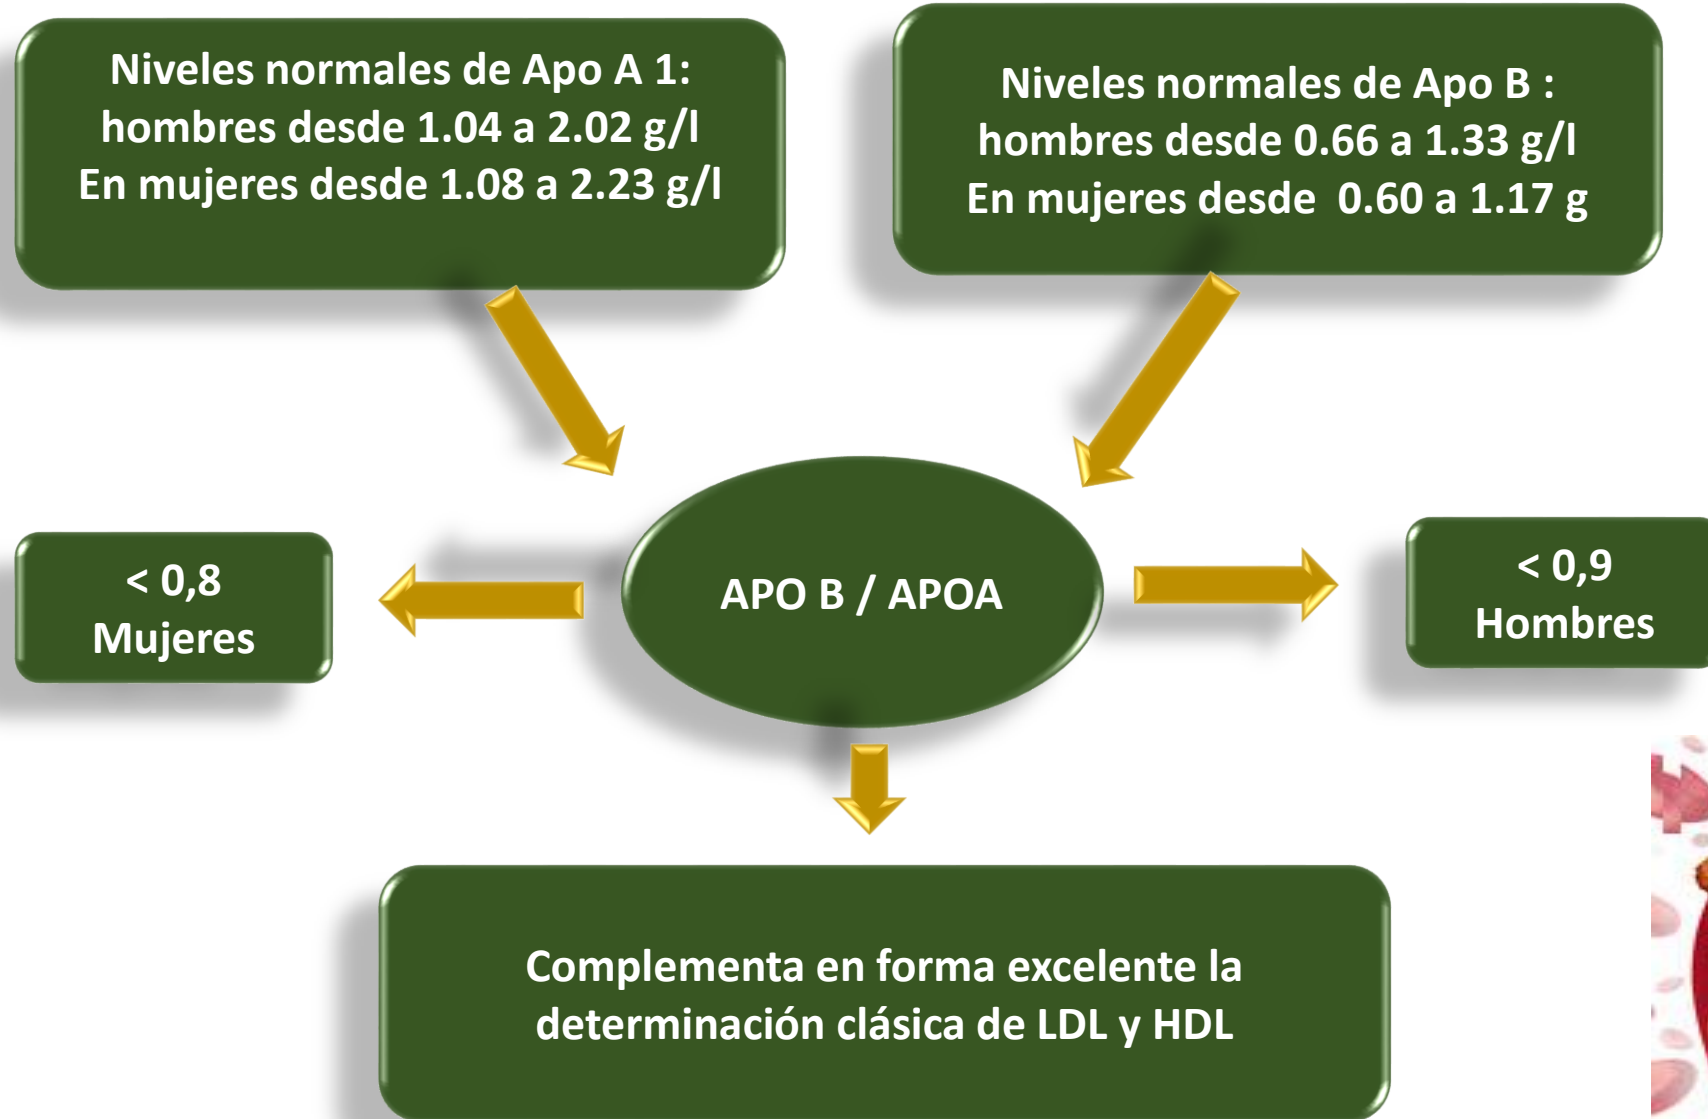 Niveles normales de Apo A 1:
hombres desde 1.04 a 2.02 g/l
En mujeres desde 1.08 a 2.23 g/l
Niveles normales de Apo B :
hombres desde 0.66 a 1.33 g/l
En mujeres desde 0.60 a 1.17 g
< 0,8
Mujeres
APO B / APOA
< 0,9
Hombres
Complementa en forma excelente la
determinación clásica de LDL y HDL